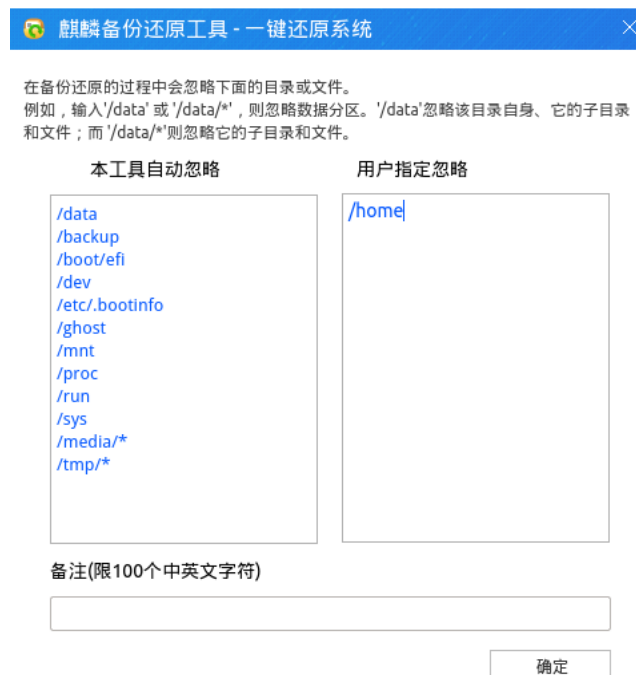 麒麟备份还原工具 - 一键还原系统
在备份还原的过程中会忽略下面的目录或文件。
例如，输入'/data' 或 '/data/*'，则忽略数据分区。'/data'忽略该目录自身、它的子目录
和文件；而 '/data/*'则忽略它的子目录和文件。
本工具自动忽略
用户指定忽略
/data
/backup
/boot/efi
/dev
/etc/.bootinfo
/ghost
/mnt
/proc
/run
/sys
/media/*
/tmp/*
/home
备注(限100个中英文字符)
确定